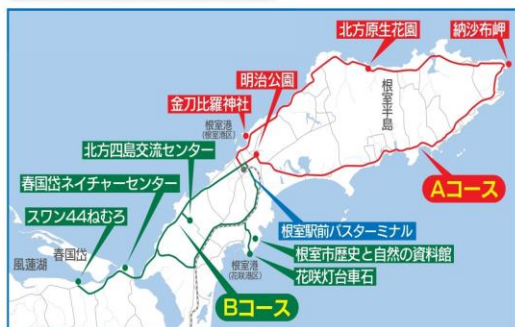 北方原生花園
納沙布岬
明治公園
金刀比羅神社
根室港
(根室港区)
根室半島
北方四島交流センター
春国岱ネイチャーセンター
スワン44ねむろ
春国岱
風蓮湖
Aコース
根室駅前バスターミナル
根室市歴史と自然の資料館
根室港
(花咲港区)
花咲灯台車石
Bコース